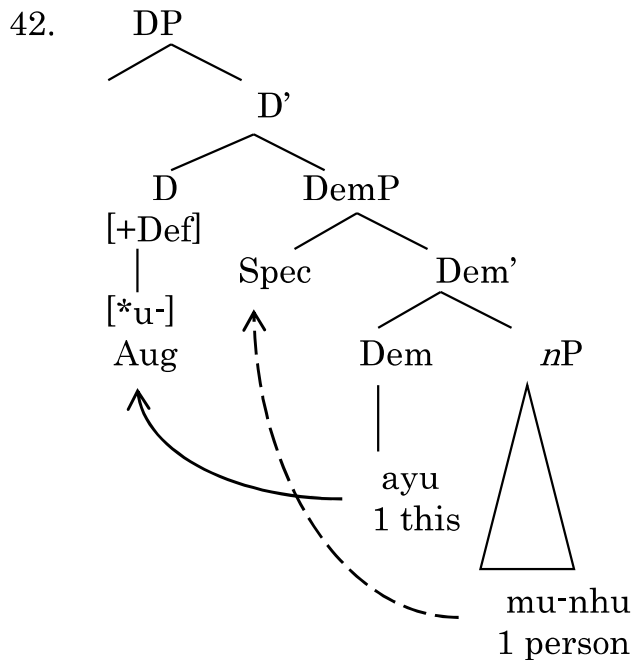 42. DP
D’
D DemP
[+Def]
Spec Dem’
[*u-]
Aug Dem nP
ayu
1 this
mu-nhu
1 person